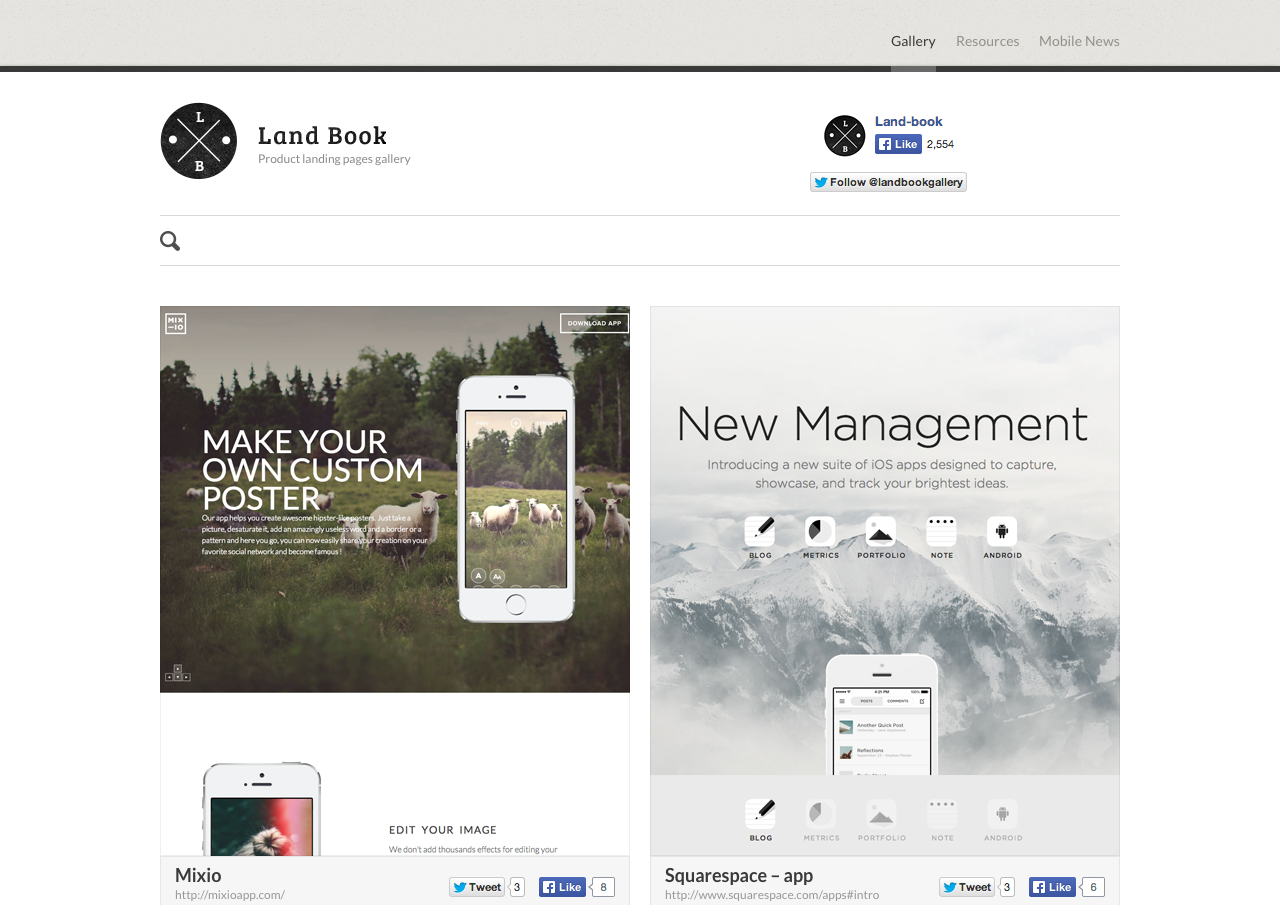 Gallery Resources Mobile News
L
B
Land Book
Product landing pages gallery
L
B
Land-book
Like 2,554
Follow @landbookgallery
MIX
–IO
DOWNLOAD APP
MAKE YOUR
OWN CUSTOM
POSTER
Our app helps you create awesome hipster-like posters. Just take a
picture, desaturate it, add an amazingly useless word and a border or a
pattern and here you go, you can now easily share your creation on your
favorite social network and become famous !
A AA
EDIT YOUR IMAGE
We don't add thousands effects for editing your
Mixio
http://mixioapp.com/
Tweet 3 Like 8
New Management
Introducing a new suite of iOS apps designed to capture,
showcase, and track your brightest ideas.
BLOG METRICS PORTFOLIO NOTE ANDROID
4:21 PM 100%
POSTS COMMENTS
Another Quick Post
Reflections
BLOG METRICS PORTFOLIO NOTE ANDROID
Squarespace – app
http://www.squarespace.com/apps#intro
Tweet 3 Like 6